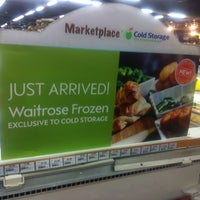 Marketplace Cold Storage
JUST ARRIVED!
Waitrose Frozen
EXCLUSIVE TO COLD STORAGE
NEW!